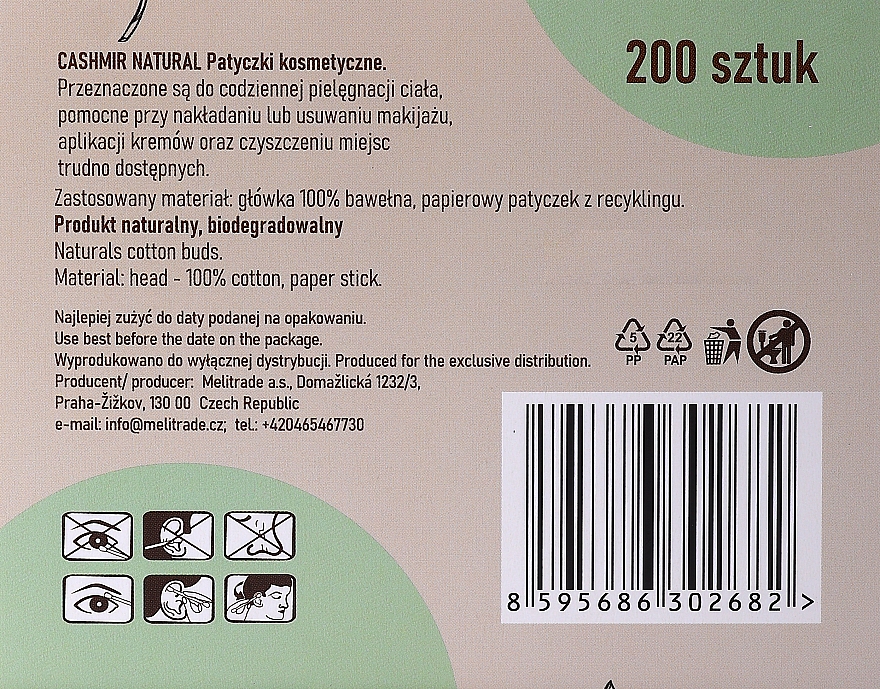 200 sztuk
CASHMIR NATURAL Patyczki kosmetyczne.
Przeznaczone są do codziennej pielęgnacji ciała,
pomocne przy nakładaniu lub usuwaniu makijażu,
aplikacji kremów oraz czyszczeniu miejsc
trudno dostępnych.
Zastosowany materiał: główka 100% bawełna, papierowy patyczek z recyklingu.
Produkt naturalny, biodegradowalny
Naturals cotton buds.
Material: head - 100% cotton, paper stick.
Najlepiej zużyć do daty podanej na opakowaniu.
Use best before the date on the package.
Wyprodukowano do wyłącznej dystrybucji. Produced for the exclusive distribution.
Producent/ producer: Melitrade a.s., Domažlická 1232/3,
Praha-Žižkov, 130 00 Czech Republic
e-mail: info@melitrade.cz; tel.: +420465467730
5
PP
22
PAP
8 595686 302682 >